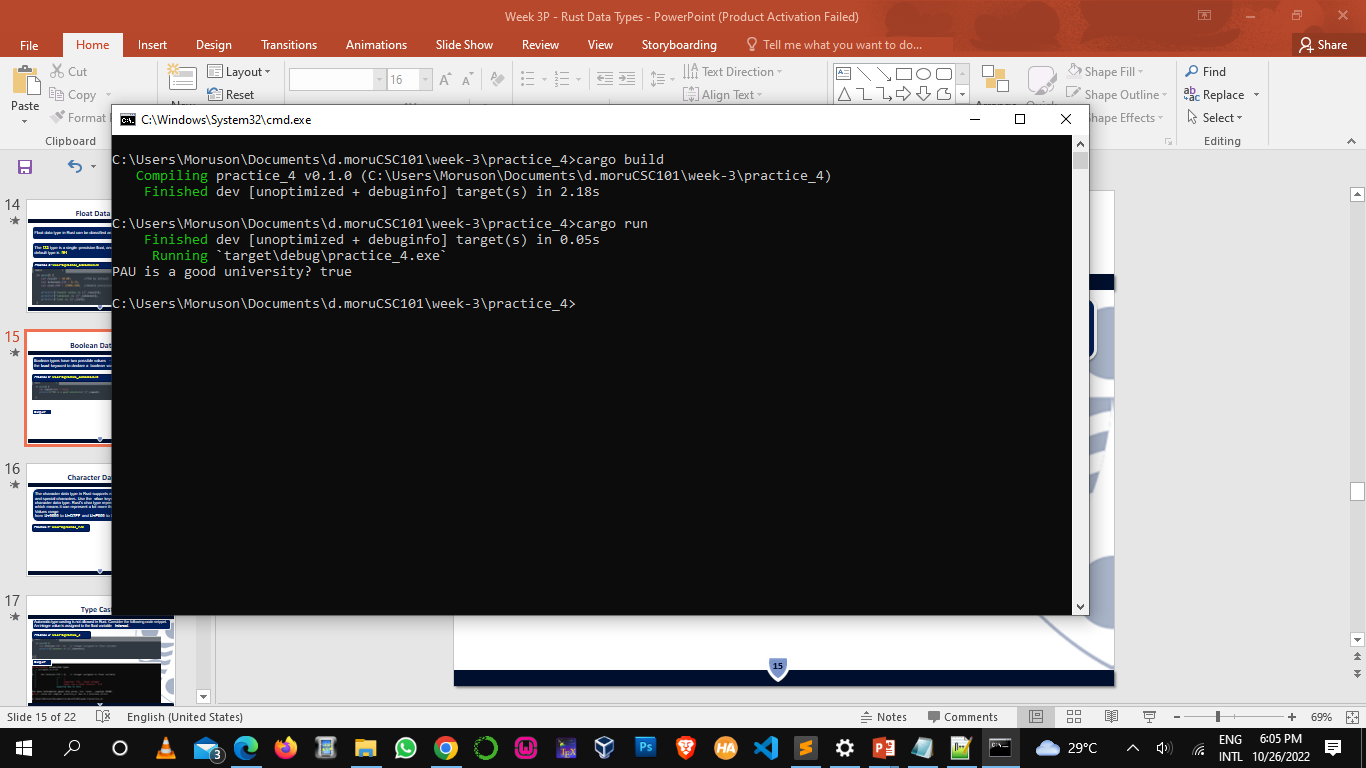 Week 3P - Rust Data Types - PowerPoint (Product Activation Failed)
File Home Insert Design Transitions Animations Slide Show Review View Storyboarding Tell me what you want to do... Share
Cut
Copy
Format
Paste
Clipboard
Layout
Reset
16
Text Direction
Align Text
Shape Fill
Shape Outline
Shape Effects
Find
Replace
Select
Editing
C:\Windows\System32\cmd.exe
C:\Users\Moruson\Documents\d.moruCSC101\week-3\practice_4>cargo build
Compiling practice_4 v0.1.0 (C:\Users\Moruson\Documents\d.moruCSC101\week-3\practice_4)
Finished dev [unoptimized + debuginfo] target(s) in 2.18s
C:\Users\Moruson\Documents\d.moruCSC101\week-3\practice_4>cargo run
Finished dev [unoptimized + debuginfo] target(s) in 0.05s
Running `target\debug\practice_4.exe`
PAU is a good university? true
C:\Users\Moruson\Documents\d.moruCSC101\week-3\practice_4>
14
Float Data
15
Boolean Dat
16
Character Da
17
Type Cas
15
Slide 15 of 22 English (United States) Notes Comments 69%
3
Ps
HA
29°C
ENG
INTL
6:05 PM
10/26/2022